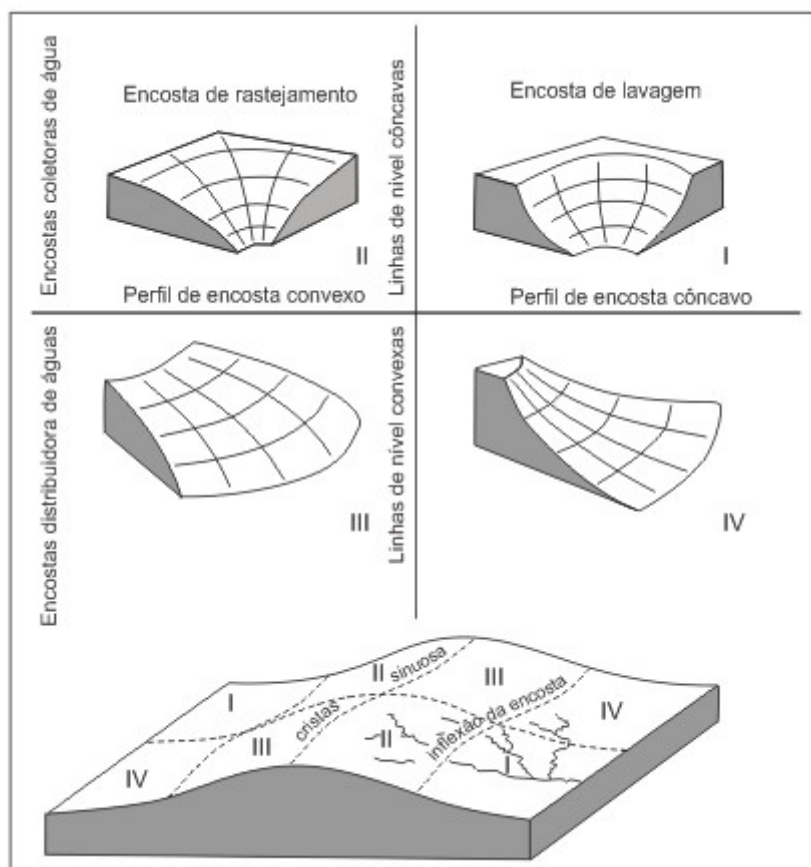 Encostas coletoras de água
Encosta de rastejamento
II
Perfil de encosta convexo
Linhas de nível côncavas
Encosta de lavagem
I
Perfil de encosta côncavo
Encostas distribuidora de águas
III
Linhas de nível convexas
IV
I
II
sinuosa
III
IV
cristas
III
II
inflexão da encosta
I
IV